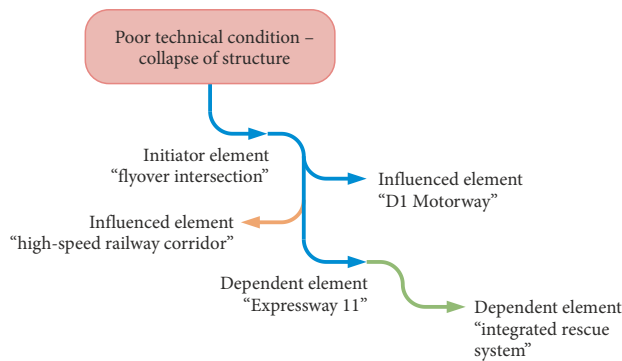 Poor technical condition –
collapse of structure
Initiator element
“flyover intersection”
Influenced element
“D1 Motorway”
Influenced element
“high-speed railway corridor”
Dependent element
“Expressway 11”
Dependent element
“integrated rescue
system”